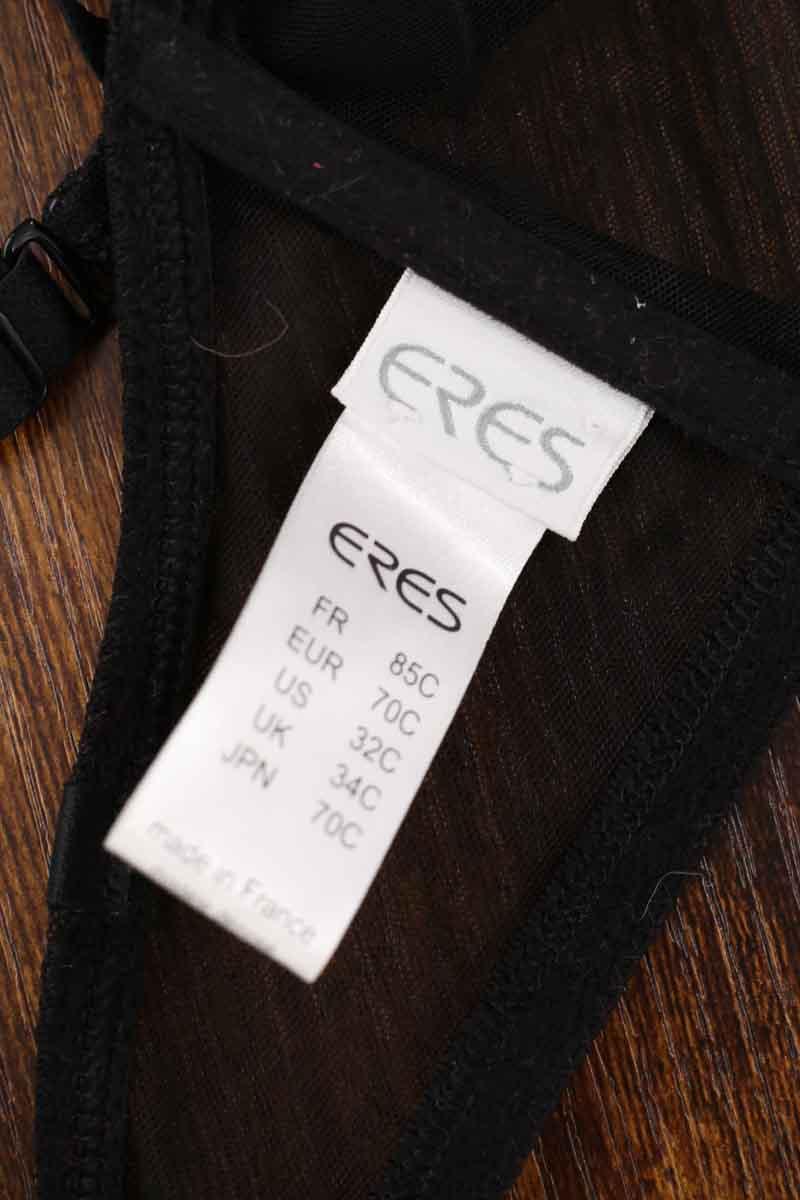 ERES
ERES
FR 85C
EUR 70C
US 32C
UK 34C
JPN 70C
made in France